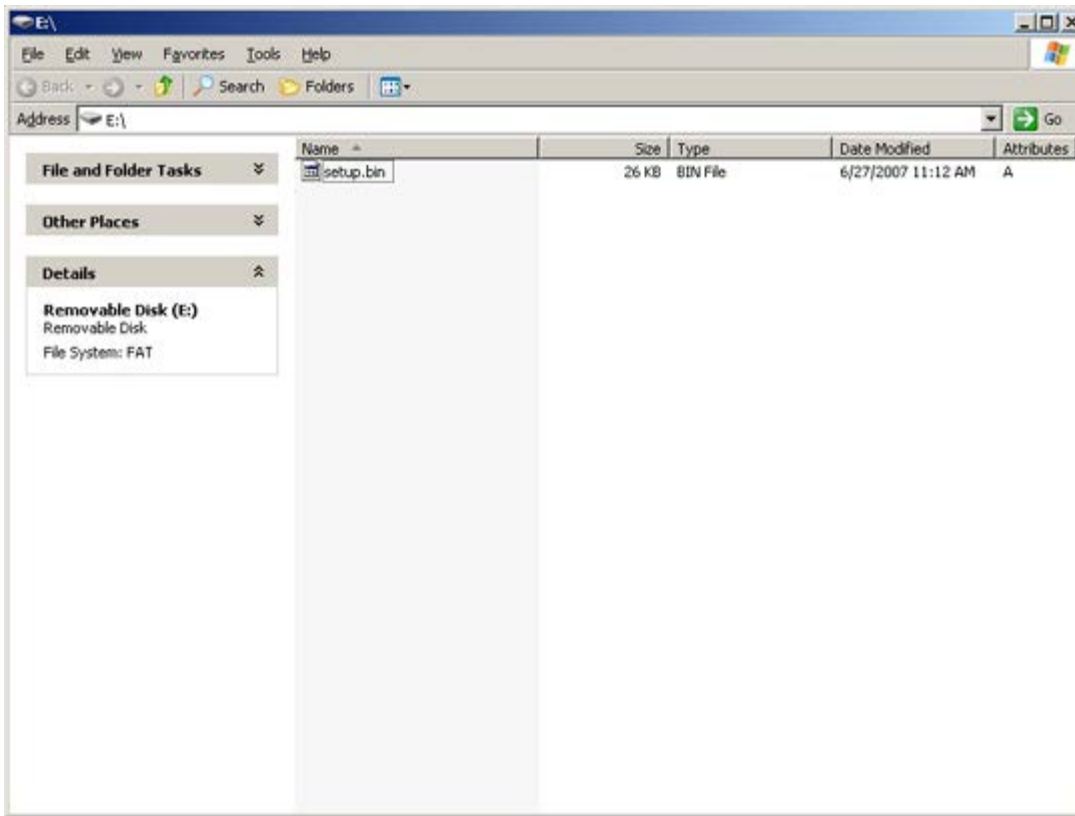 E:\
File Edit View Favorites Tools Help
Back Search Folders
Address E:\ Go
Name Size Type Date Modified Attributes
setup.bin 26 KB BIN File 6/27/2007 11:12 AM A
File and Folder Tasks
Other Places
Details
Removable Disk (E:)
Removable Disk
File System: FAT